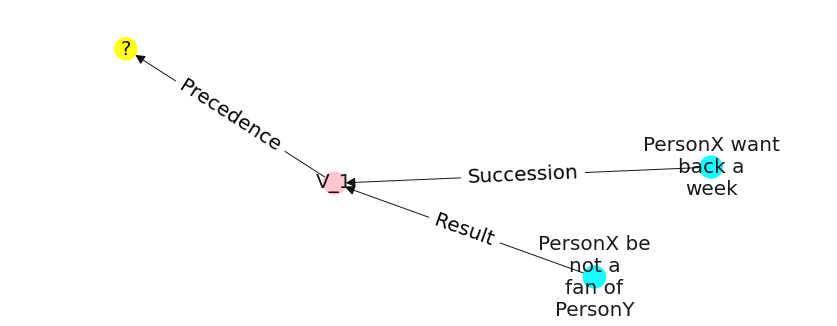 ?
Precedence
V_1
Succession
PersonX want
back a
week
Result
PersonX be
not a
fan of
PersonY